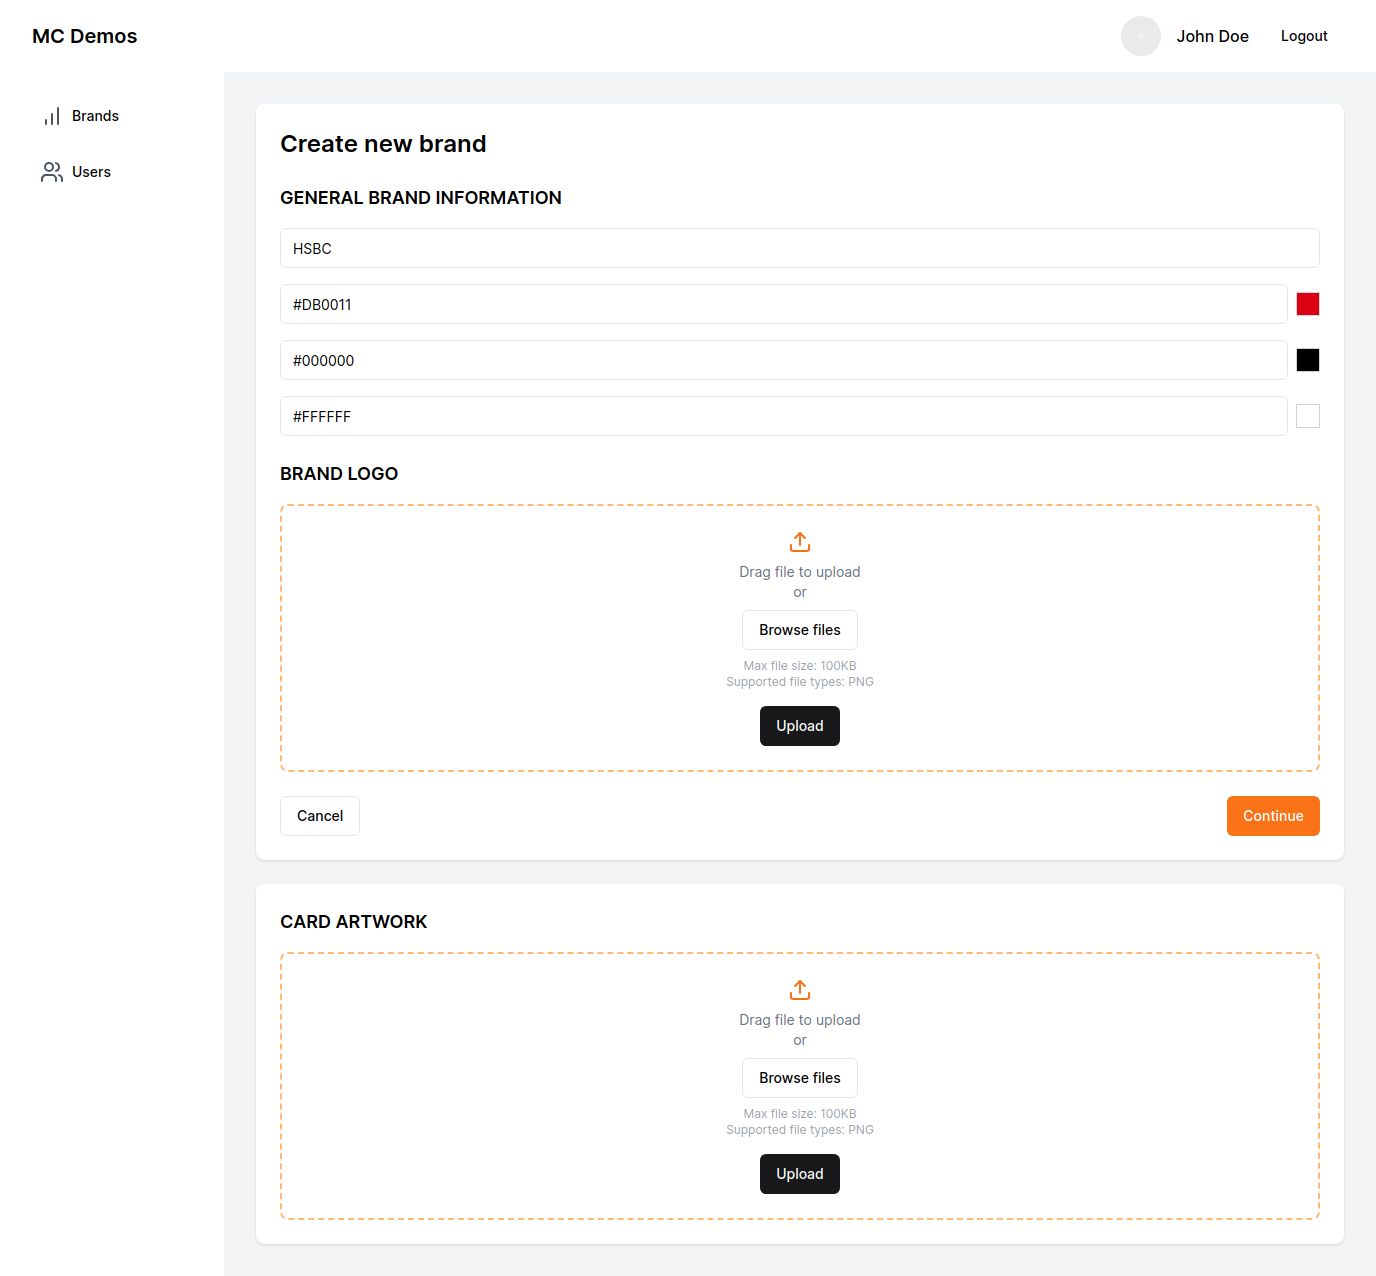 MC Demos
John Doe
Logout
Brands
Users
Create new brand
GENERAL BRAND INFORMATION
HSBC
#DB0011
#000000
#FFFFFF
BRAND LOGO
Drag file to upload
or
Browse files
Max file size: 100KB
Supported file types: PNG
Upload
Cancel
Continue
CARD ARTWORK
Drag file to upload
or
Browse files
Max file size: 100KB
Supported file types: PNG
Upload